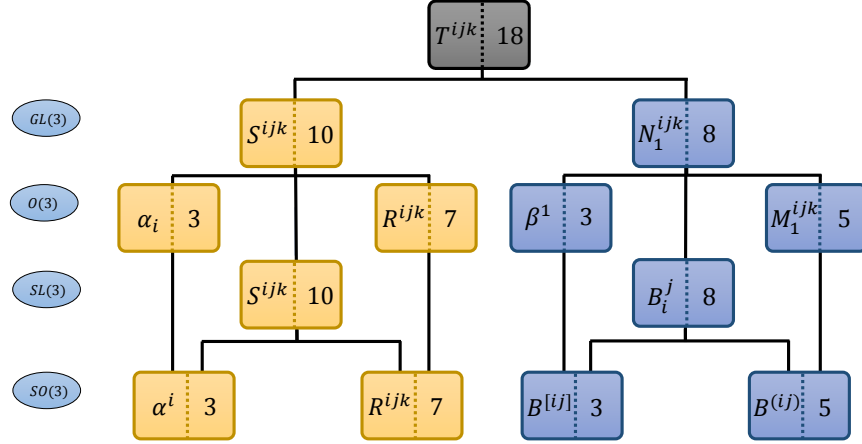 T^{ijk} 18
GL(3) S^{ijk} 10 N_1^{ijk} 8
O(3) α_i 3 R^{ijk} 7 β^1 3 M_1^{ijk} 5
SL(3) S^{ijk} 10 B_i^j 8
SO(3) α^i 3 R^{ijk} 7 B^{[ij]} 3 B^{(ij)} 5